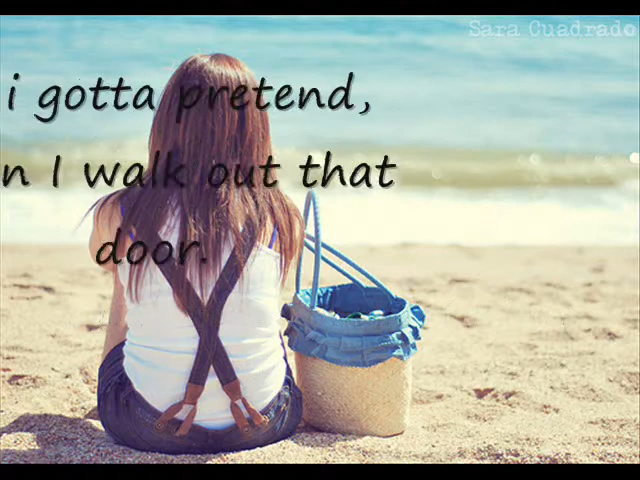 Sara Cuadrado
i gotta pretend,
n I walk out that
door.